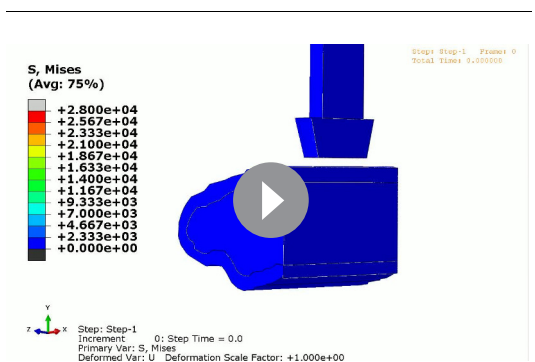 Step: Step-1 Frame: 0
Total Time: 0.000000
S, Mises
(Avg: 75%)
+2.800e+04
+2.567e+04
+2.333e+04
+2.100e+04
+1.867e+04
+1.633e+04
+1.400e+04
+1.167e+04
+9.333e+03
+7.000e+03
+4.667e+03
+2.333e+03
+0.000e+00
Y
Z X
Step: Step-1
Increment 0: Step Time = 0.0
Primary Var: S, Mises
Deformed Var: U Deformation Scale Factor: +1.000e+00